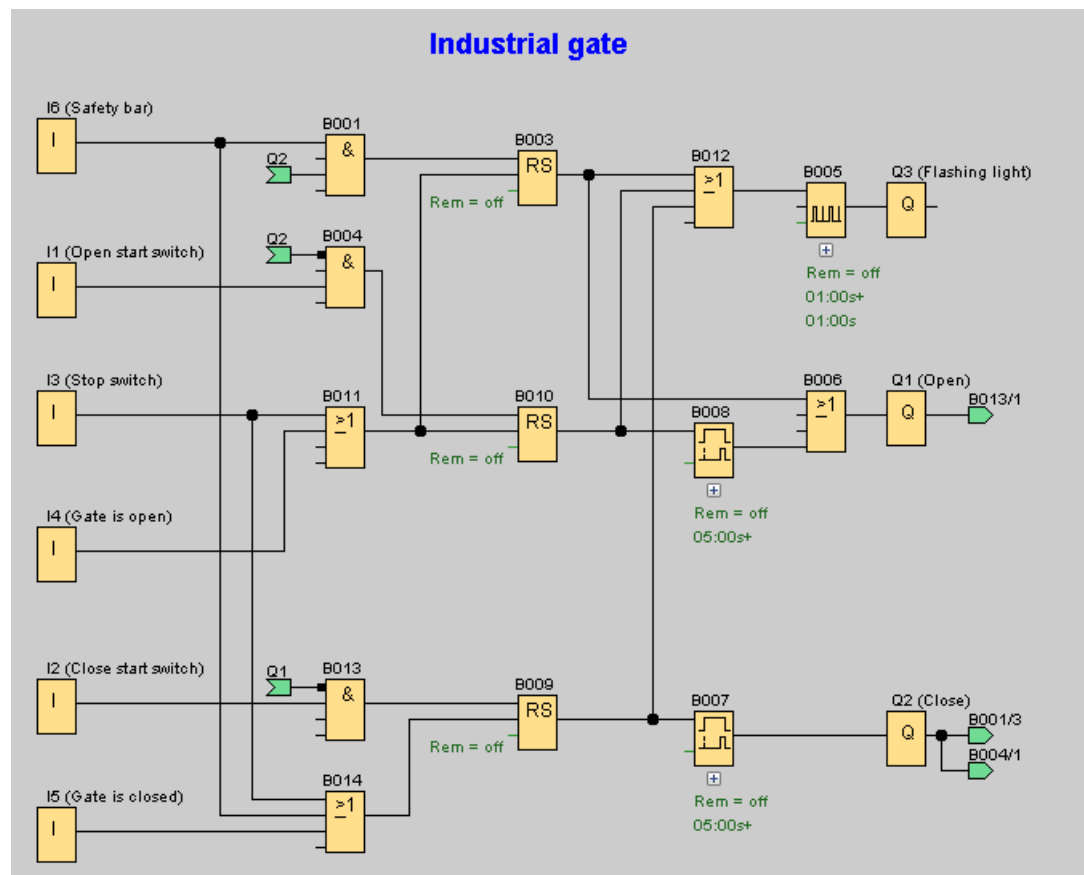 Industrial gate
I6 (Safety bar)
I
B001
&
Q2
B003
RS
Rem = off
B012
>1
B005
Rem = off
01:00s+
01:00s
Q3 (Flashing light)
Q
I1 (Open start switch)
I
Q2
B004
&
I3 (Stop switch)
I
B011
>1
B010
RS
Rem = off
B008
Rem = off
05:00s+
B006
>1
Q1 (Open)
Q
B013/1
I4 (Gate is open)
I
I2 (Close start switch)
I
Q1
B013
&
B009
RS
Rem = off
B007
Rem = off
05:00s+
Q2 (Close)
Q
B001/3
B004/1
I5 (Gate is closed)
I
B014
>1